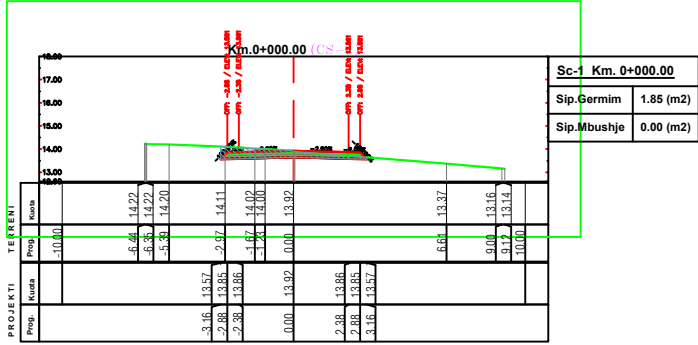 Km.0+000.00 (CS-
18.00
17.00
16.00
15.00
14.00
13.00
Sc-1 Km. 0+000.00
Sip.Germim 1.85 (m2)
Sip.Mbushje 0.00 (m2)
TERRENI
Kuota 14.22 14.22 14.20 14.11 14.02 14.00 13.92 13.37 13.16 13.14
Prog. -10.00 -6.44 -6.35 -5.39 -2.97 -1.67 -1.23 0.00 6.61 9.00 9.12 10.00
PROJEKTI
Kuota 13.57 13.85 13.86 13.92 13.86 13.85 13.57
Prog. -3.16 -2.88 -2.38 0.00 2.38 2.88 3.16